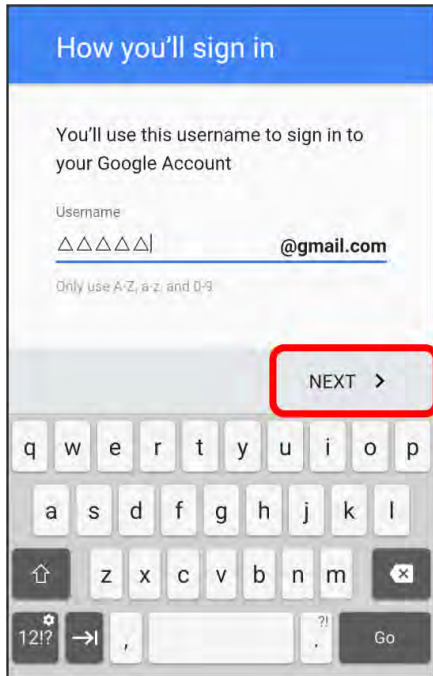 How you'll sign in
You'll use this username to sign in to
your Google Account
Username
△△△△△
@gmail.com
Only use A-Z, a-z, and 0-9
NEXT >
q w e r t y u i o p
a s d f g h j k l
z x c v b n m
12!? , ?! . Go